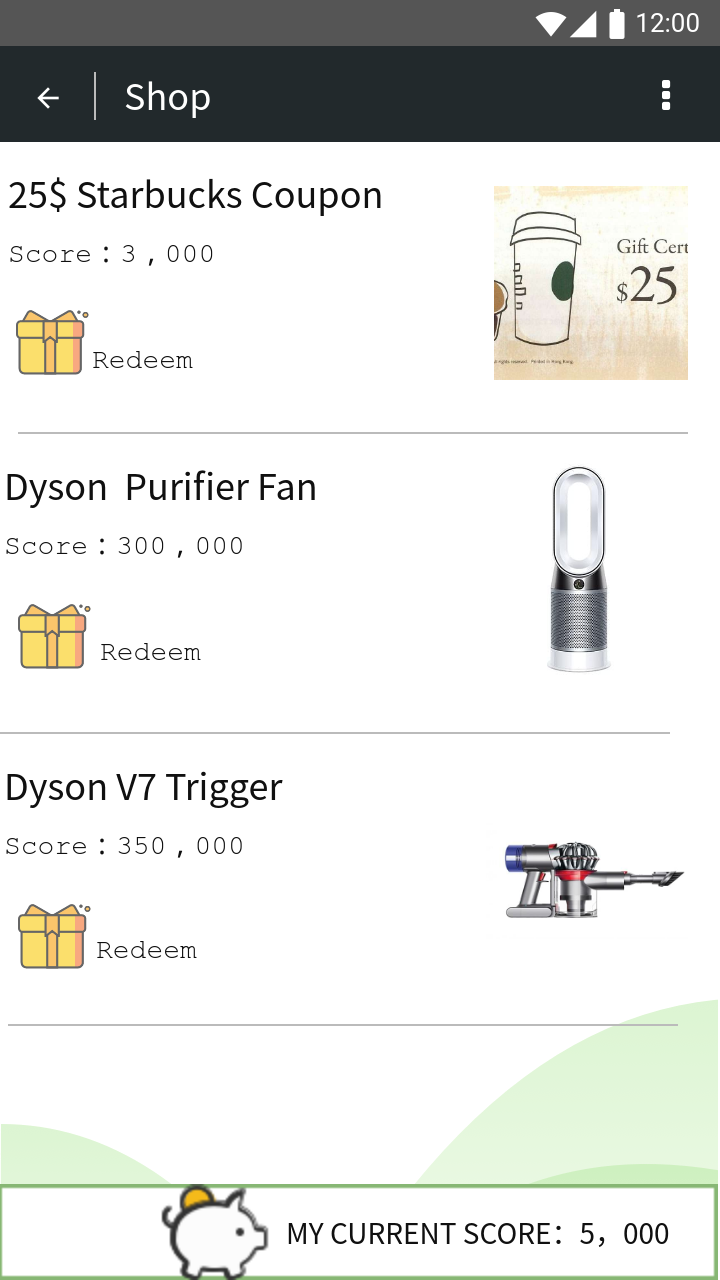 12:00
Shop
25$ Starbucks Coupon
Score：3，000
Gift Cert
$25
Redeem
Dyson  Purifier Fan
Score：300，000
Redeem
Dyson V7 Trigger
Score：350，000
Redeem
MY CURRENT SCORE：5，000